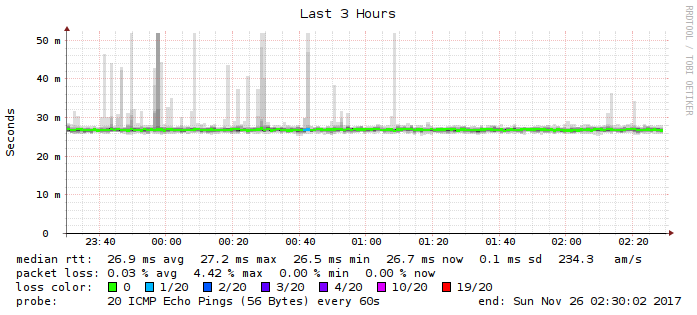 Last 3 Hours
RRDTOOL / TOBI OETIKER
Seconds
50 m
40 m
30 m
20 m
10 m
0
23:40 00:00 00:20 00:40 01:00 01:20 01:40 02:00 02:20
median rtt: 26.9 ms avg 27.2 ms max 26.5 ms min 26.7 ms now 0.1 ms sd 234.3 am/s
packet loss: 0.03 % avg 4.42 % max 0.00 % min 0.00 % now
loss color: 0 1/20 2/20 3/20 4/20 10/20 19/20
probe: 20 ICMP Echo Pings (56 Bytes) every 60s end: Sun Nov 26 02:30:02 2017